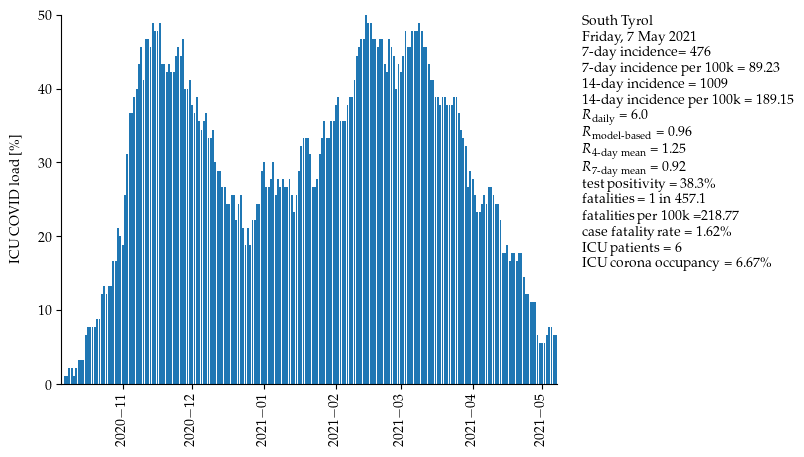 50
40
30
20
10
0
ICU COVID load [%]
2020−11
2020−12
2021−01
2021−02
2021−03
2021−04
2021−05
South Tyrol
Friday, 7 May 2021
7-day incidence= 476
7-day incidence per 100k = 89.23
14-day incidence = 1009
14-day incidence per 100k = 189.15
R_daily = 6.0
R_model-based = 0.96
R_4-day mean = 1.25
R_7-day mean = 0.92
test positivity = 38.3%
fatalities = 1 in 457.1
fatalities per 100k =218.77
case fatality rate = 1.62%
ICU patients = 6
ICU corona occupancy = 6.67%